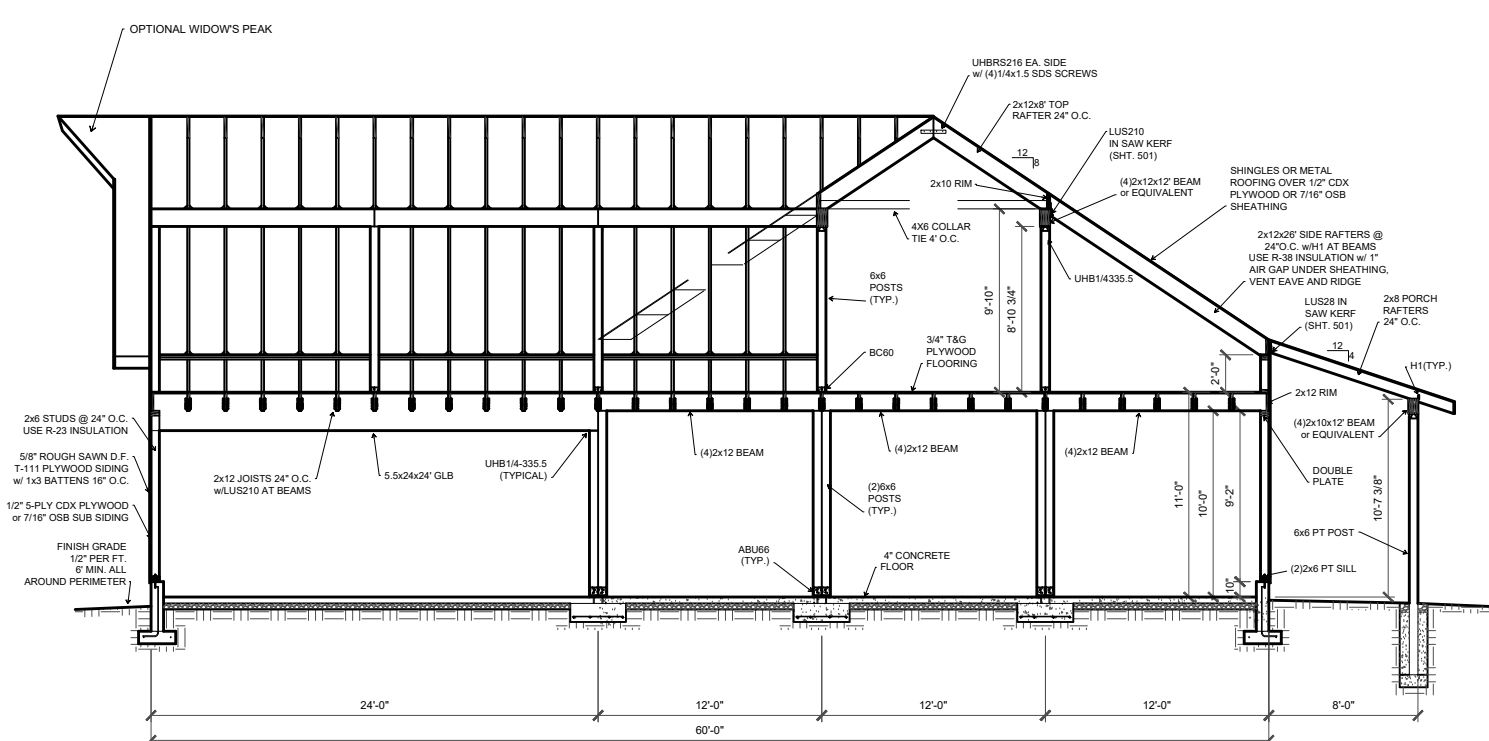 OPTIONAL WIDOW'S PEAK
UHBRS216 EA. SIDE
w/ (4)1/4x1.5 SDS SCREWS
2x12x8' TOP
RAFTER 24" O.C.
LUS210
IN SAW KERF
(SHT. 501)
12
8
(4)2x12x12' BEAM
or EQUIVALENT
2x10 RIM
SHINGLES OR METAL
ROOFING OVER 1/2" CDX
PLYWOOD OR 7/16" OSB
SHEATHING
4X6 COLLAR
TIE 4' O.C.
2x12x26' SIDE RAFTERS @
24"O.C. w/H1 AT BEAMS
USE R-38 INSULATION w/ 1"
AIR GAP UNDER SHEATHING,
VENT EAVE AND RIDGE
6x6
POSTS
(TYP.)
9'-10"
8'-10 3/4"
UHB1/4335.5
LUS28 IN
SAW KERF
(SHT. 501)
2x8 PORCH
RAFTERS
24" O.C.
12
4
3/4" T&G
PLYWOOD
FLOORING
BC60
2'-0"
H1(TYP.)
2x12 RIM
2x6 STUDS @ 24" O.C.
USE R-23 INSULATION
(4)2x10x12' BEAM
or EQUIVALENT
5/8" ROUGH SAWN D.F.
T-111 PLYWOOD SIDING
w/ 1x3 BATTENS 16" O.C.
2x12 JOISTS 24" O.C.
w/LUS210 AT BEAMS
5.5x24x24' GLB
UHB1/4-335.5
(TYPICAL)
(4)2x12 BEAM
(4)2x12 BEAM
(4)2x12 BEAM
DOUBLE
PLATE
(2)6x6
POSTS
(TYP.)
11'-0"
10'-0"
9'-2"
10'-7 3/8"
1/2" 5-PLY CDX PLYWOOD
or 7/16" OSB SUB SIDING
6x6 PT POST
FINISH GRADE
1/2" PER FT.
6' MIN. ALL
AROUND PERIMETER
ABU66
(TYP.)
4" CONCRETE
FLOOR
(2)2x6 PT SILL
10"
24'-0"
12'-0"
12'-0"
12'-0"
8'-0"
60'-0"